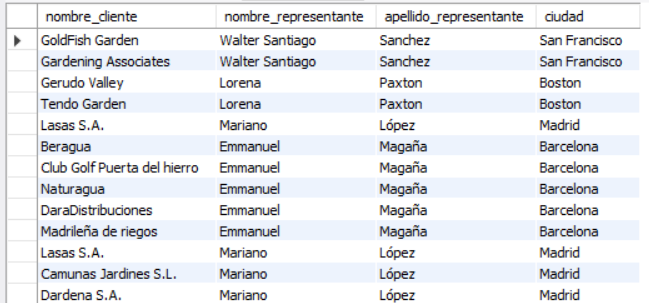 nombre_cliente nombre_representante apellido_representante ciudad
GoldFish Garden Walter Santiago Sanchez San Francisco
Gardening Associates Walter Santiago Sanchez San Francisco
Gerudo Valley Lorena Paxton Boston
Tendo Garden Lorena Paxton Boston
Lasas S.A. Mariano López Madrid
Beragua Emmanuel Magaña Barcelona
Club Golf Puerta del hierro Emmanuel Magaña Barcelona
Naturagua Emmanuel Magaña Barcelona
DaraDistribuciones Emmanuel Magaña Barcelona
Madrileña de riegos Emmanuel Magaña Barcelona
Lasas S.A. Mariano López Madrid
Camunas Jardines S.L. Mariano López Madrid
Dardena S.A. Mariano López Madrid